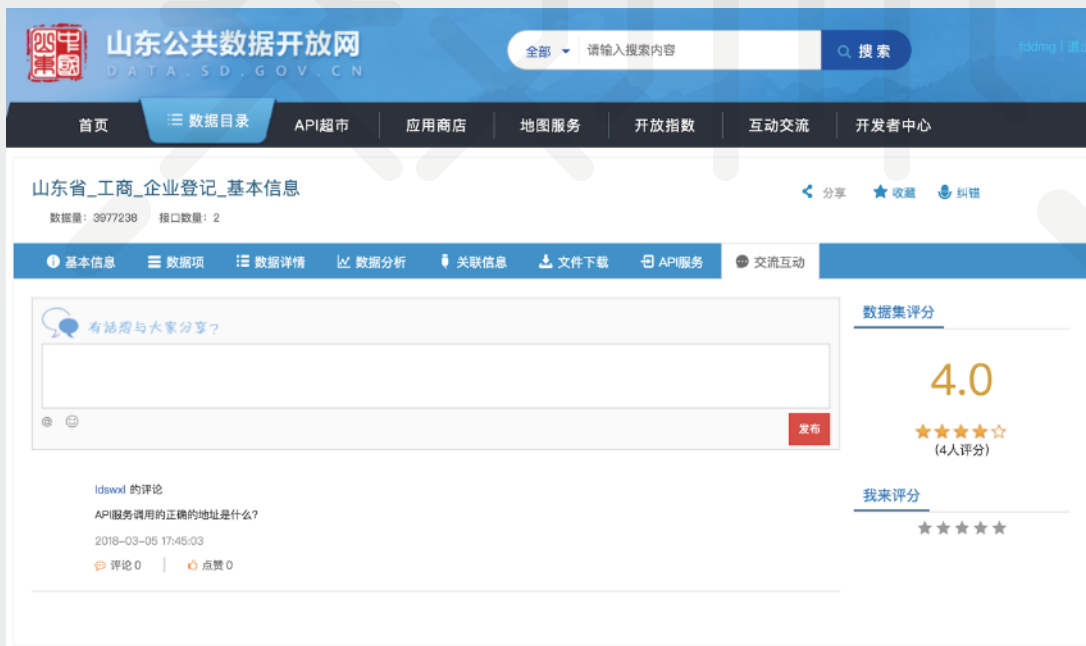 山东公共数据开放网
DATA.SD.GOV.CN
全部 请输入搜索内容 搜索
fddmg
首页 数据目录 API超市 应用商店 地图服务 开放指数 互动交流 开发者中心
山东省_工商_企业登记_基本信息
分享 收藏 纠错
数据量：3977238 接口数量：2
基本信息 数据项 数据详情 数据分析 关联信息 文件下载 API服务 交流互动
有话想与大家分享？
@
发布
ldswxl 的评论
API服务调用的正确的地址是什么?
2018-03-05 17:45:03
评论 0 点赞 0
数据集评分
4.0
(4人评分)
我来评分